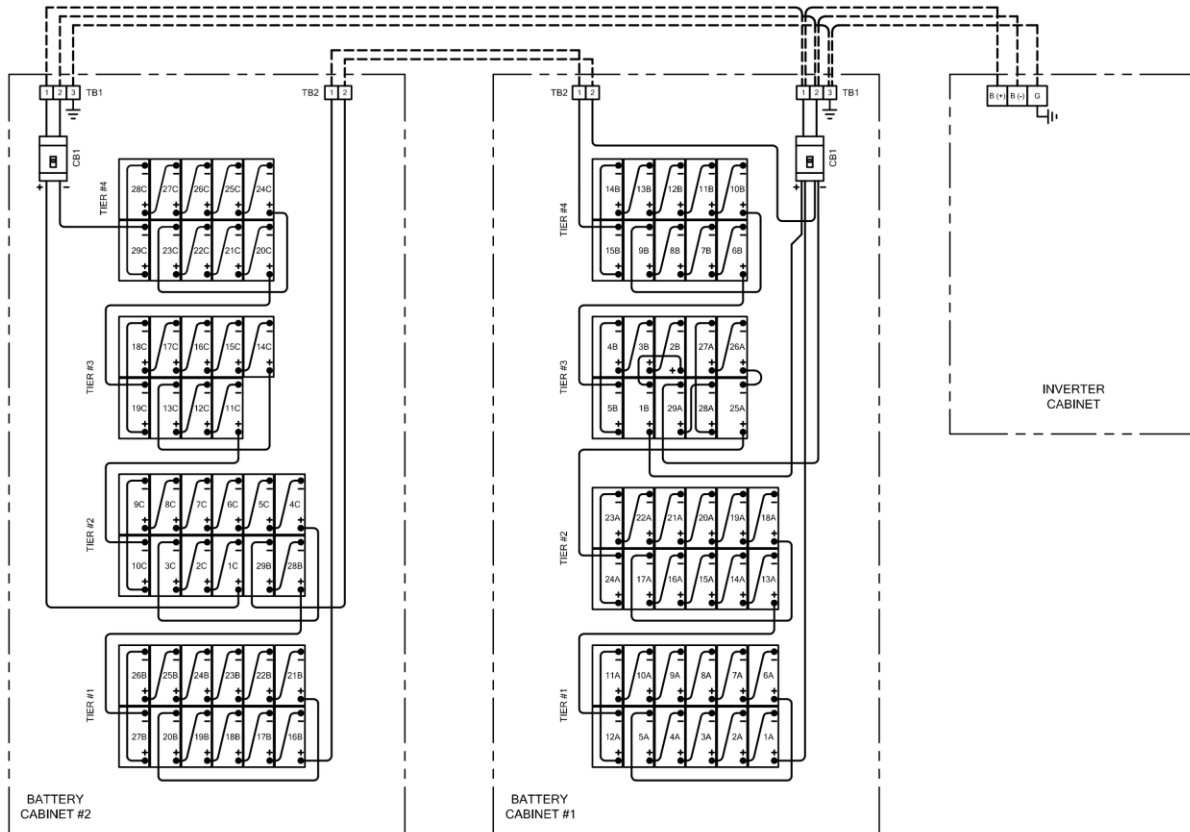 1 2 3 TB1
TB2 1 2
TB2 1 2
1 2 3 TB1
B (+) B (-) G
CB1
+ −
CB1
+ −
TIER #4
28C 27C 26C 25C 24C
29C 23C 22C 21C 20C
TIER #3
18C 17C 16C 15C 14C
19C 13C 12C 11C
TIER #2
9C 8C 7C 6C 5C 4C
10C 3C 2C 1C 29B 28B
TIER #1
26B 25B 24B 23B 22B 21B
27B 20B 19B 18B 17B 16B
BATTERY
CABINET #2
TIER #4
14B 13B 12B 11B 10B
15B 9B 8B 7B 6B
TIER #3
4B 3B 2B 27A 26A
5B 1B 29A 28A 25A
TIER #2
23A 22A 21A 20A 19A 18A
24A 17A 16A 15A 14A 13A
TIER #1
11A 10A 9A 8A 7A 6A
12A 5A 4A 3A 2A 1A
BATTERY
CABINET #1
INVERTER
CABINET